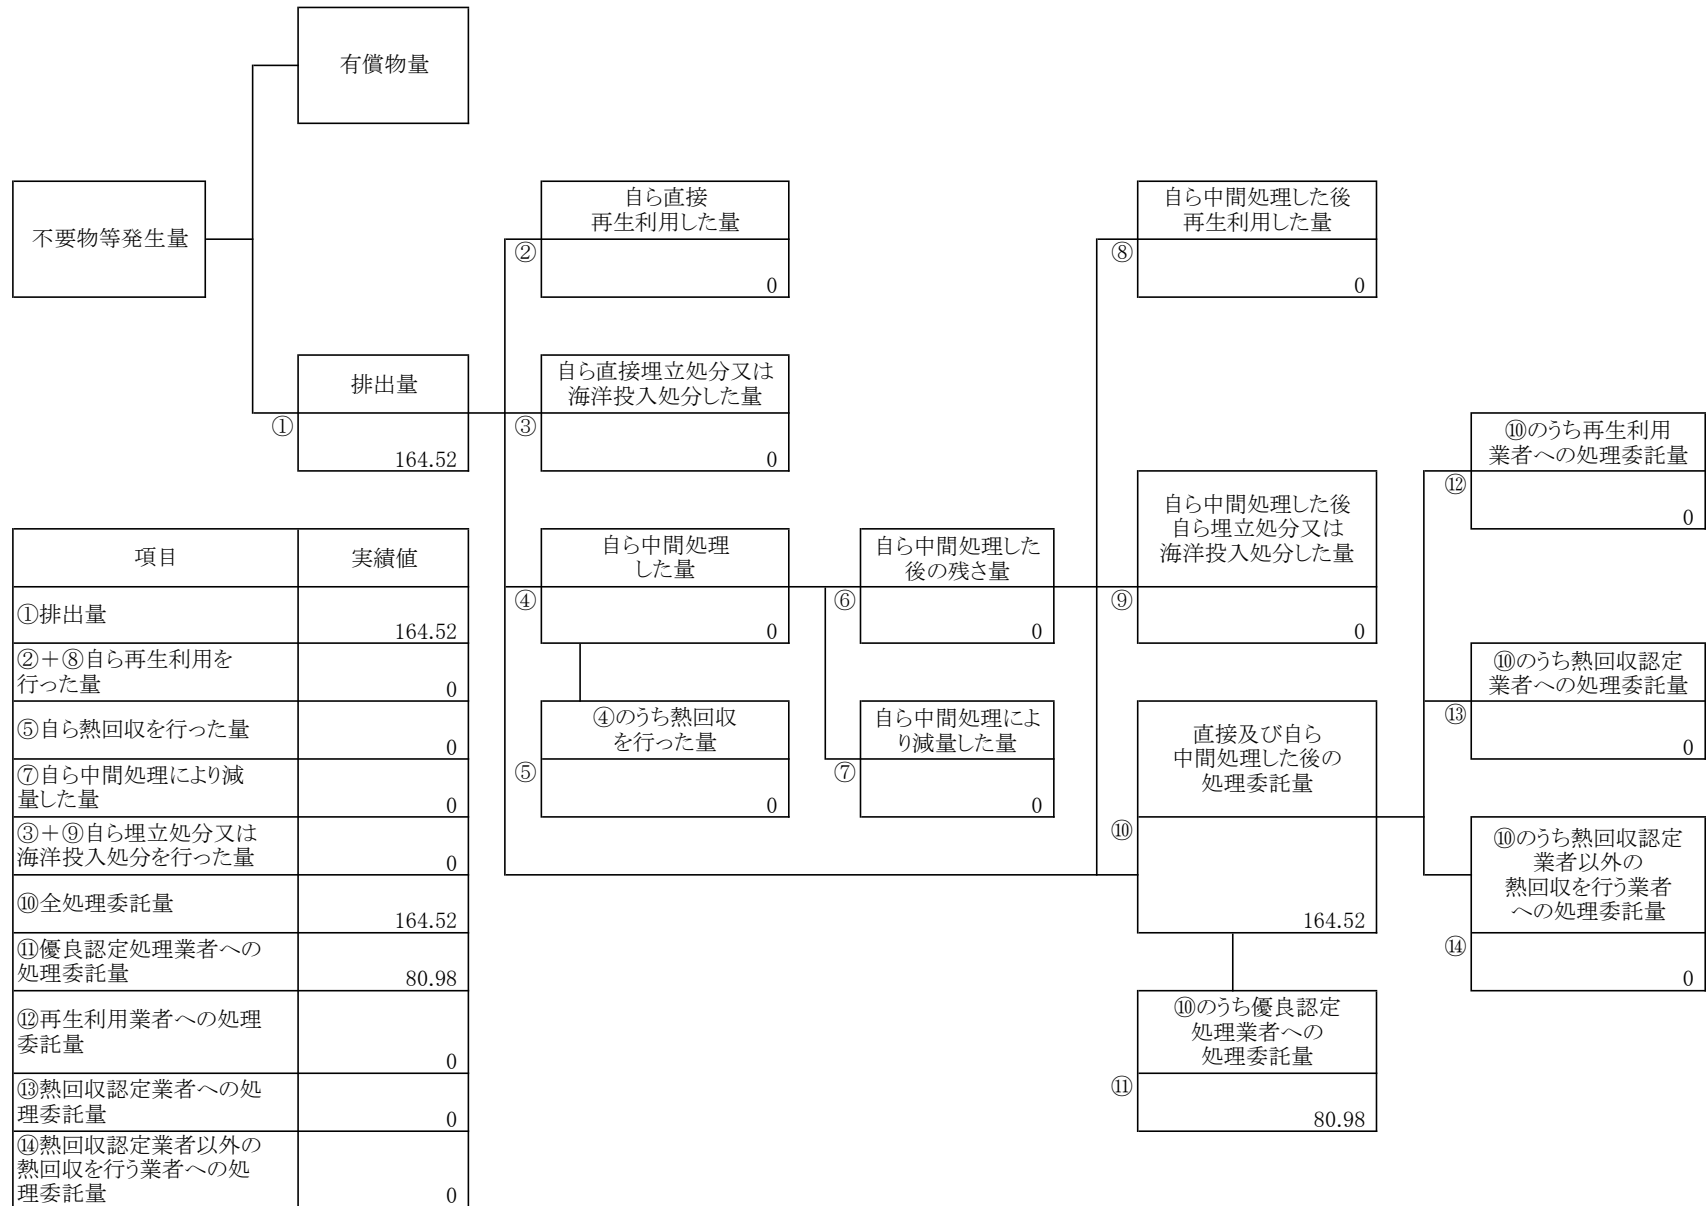 有償物量
不要物等発生量
自ら直接
再生利用した量
②
0
自ら中間処理した後
再生利用した量
⑧
0
排出量
①
164.52
自ら直接埋立処分又は
海洋投入処分した量
③
0
⑩のうち再生利用
業者への処理委託量
⑫
0
自ら中間処理
した量
④
0
自ら中間処理した
後の残さ量
⑥
0
自ら中間処理した後
自ら埋立処分又は
海洋投入処分した量
⑨
0
⑩のうち熱回収認定
業者への処理委託量
⑬
0
④のうち熱回収
を行った量
⑤
0
自ら中間処理によ
り減量した量
⑦
0
直接及び自ら
中間処理した後の
処理委託量
⑩
164.52
⑩のうち熱回収認定
業者以外の
熱回収を行う業者
への処理委託量
⑭
0
⑩のうち優良認定
処理業者への
処理委託量
⑪
80.98
項目
実績値
①排出量
164.52
②＋⑧自ら再生利用を
行った量
0
⑤自ら熱回収を行った量
0
⑦自ら中間処理により減
量した量
0
③＋⑨自ら埋立処分又は
海洋投入処分を行った量
0
⑩全処理委託量
164.52
⑪優良認定処理業者への
処理委託量
80.98
⑫再生利用業者への処理
委託量
0
⑬熱回収認定業者への処
理委託量
0
⑭熱回収認定業者以外の
熱回収を行う業者への処
理委託量
0